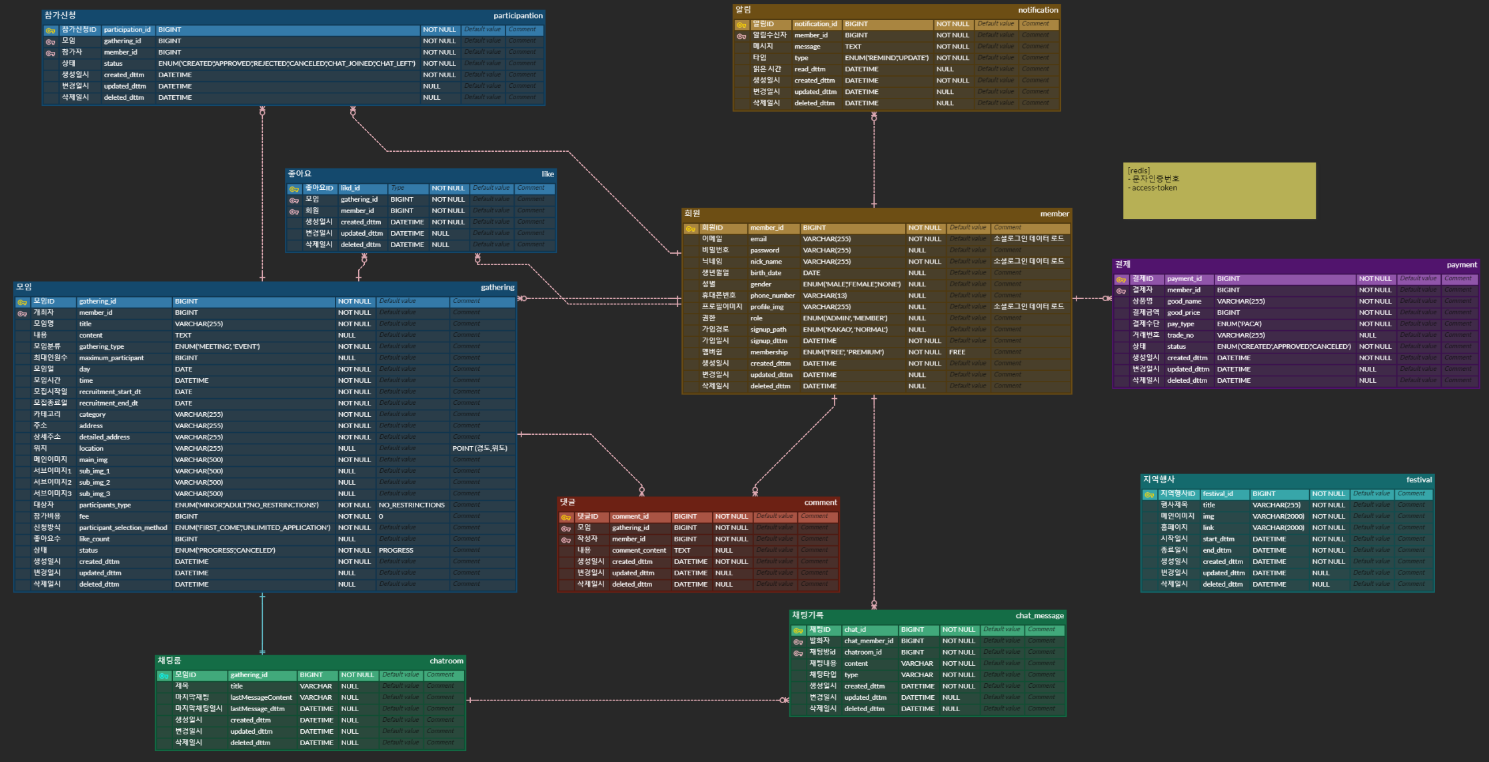 참가신청 participantion
참가신청ID participation_id BIGINT NOT NULL Default value Comment
모임 gathering_id BIGINT NOT NULL Default value Comment
참가자 member_id BIGINT NOT NULL Default value Comment
상태 status ENUM('CREATED','APPROVED','REJECTED','CANCELED','CHAT_JOINED','CHAT_LEFT') NOT NULL Default value Comment
생성일시 created_dttm DATETIME NOT NULL Default value Comment
변경일시 updated_dttm DATETIME NULL Default value Comment
삭제일시 deleted_dttm DATETIME NULL Default value Comment
알림 notification
알림ID notification_id BIGINT NOT NULL Default value Comment
알림수신자 member_id BIGINT NOT NULL Default value Comment
메시지 message TEXT NOT NULL Default value Comment
타입 type ENUM('REMIND','UPDATE') NOT NULL Default value Comment
읽은 시간 read_dttm DATETIME NULL Default value Comment
생성일시 created_dttm DATETIME NOT NULL Default value Comment
변경일시 updated_dttm DATETIME NULL Default value Comment
삭제일시 deleted_dttm DATETIME NULL Default value Comment
좋아요 like
좋아요ID likd_id Type NOT NULL Default value Comment
모임 gathering_id BIGINT NOT NULL Default value Comment
회원 member_id BIGINT NOT NULL Default value Comment
생성일시 created_dttm DATETIME NOT NULL Default value Comment
변경일시 updated_dttm DATETIME NULL Default value Comment
삭제일시 deleted_dttm DATETIME NULL Default value Comment
[redis]
- 문자인증번호
- access-token
회원 member
회원ID member_id BIGINT NOT NULL Default value Comment
이메일 email VARCHAR(255) NOT NULL Default value 소셜로그인 데이터 로드
비밀번호 password VARCHAR(255) NULL Default value Comment
닉네임 nick_name VARCHAR(255) NOT NULL Default value 소셜로그인 데이터 로드
생년월일 birth_date DATE NULL Default value Comment
성별 gender ENUM('MALE','FEMALE','NONE') NULL Default value Comment
휴대폰번호 phone_number VARCHAR(13) NULL Default value Comment
프로필이미지 profile_img VARCHAR(255) NULL Default value 소셜로그인 데이터 로드
권한 role ENUM('ADMIN', 'MEMBER') NOT NULL Default value Comment
가입경로 signup_path ENUM('KAKAO', 'NORMAL') NOT NULL Default value Comment
가입일시 signup_dttm DATETIME NOT NULL Default value Comment
멤버쉽 membership ENUM('FREE', 'PREMIUM') NOT NULL FREE Comment
생성일시 created_dttm DATETIME NOT NULL Default value Comment
변경일시 updated_dttm DATETIME NULL Default value Comment
삭제일시 deleted_dttm DATETIME NULL Default value Comment
결제 payment
결제ID payment_id BIGINT NOT NULL Default value Comment
결제자 member_id BIGINT NOT NULL Default value Comment
상품명 good_name VARCHAR(255) NOT NULL Default value Comment
결제금액 good_price BIGINT NOT NULL Default value Comment
결제수단 pay_type ENUM('PACA') NOT NULL Default value Comment
거래번호 trade_no VARCHAR(255) NULL Default value Comment
상태 status ENUM('CREATED','APPROVED','CANCELED') NOT NULL Default value Comment
생성일시 created_dttm DATETIME NOT NULL Default value Comment
변경일시 updated_dttm DATETIME NULL Default value Comment
삭제일시 deleted_dttm DATETIME NULL Default value Comment
모임 gathering
모임ID gathering_id BIGINT NOT NULL Default value Comment
개최자 member_id BIGINT NOT NULL Default value Comment
모임명 title VARCHAR(255) NOT NULL Default value Comment
내용 content TEXT NULL Default value Comment
모임분류 gathering_type ENUM('MEETING', 'EVENT') NOT NULL Default value Comment
최대인원수 maximum_participant BIGINT NULL Default value Comment
모임일 day DATE NOT NULL Default value Comment
모임시간 time DATETIME NOT NULL Default value Comment
모집시작일 recruitment_start_dt DATE NOT NULL Default value Comment
모집종료일 recruitment_end_dt DATE NOT NULL Default value Comment
카테고리 category VARCHAR(255) NOT NULL Default value Comment
주소 address VARCHAR(255) NOT NULL Default value Comment
상세주소 detailed_address VARCHAR(255) NOT NULL Default value Comment
위치 location VARCHAR(255) NULL Default value POINT (경도,위도)
메인이미지 main_img VARCHAR(500) NOT NULL Default value Comment
서브이미지1 sub_img_1 VARCHAR(500) NULL Default value Comment
서브이미지2 sub_img_2 VARCHAR(500) NULL Default value Comment
서브이미지3 sub_img_3 VARCHAR(500) NULL Default value Comment
대상자 participants_type ENUM('MINOR','ADULT','NO_RESTRINCTIONS') NOT NULL NO_RESTRINCTIONS Comment
참가비용 fee BIGINT NOT NULL 0 Comment
신청방식 participant_selection_method ENUM('FIRST_COME','UNLIMITED_APPLICATION') NOT NULL Default value Comment
좋아요수 like_count BIGINT NULL Default value Comment
상태 status ENUM('PROGRESS','CANCELED') NOT NULL PROGRESS Comment
생성일시 created_dttm DATETIME NOT NULL Default value Comment
변경일시 updated_dttm DATETIME NULL Default value Comment
삭제일시 deleted_dttm DATETIME NULL Default value Comment
댓글 comment
댓글ID comment_id BIGINT NOT NULL Default value Comment
모임 gathering_id BIGINT NOT NULL Default value Comment
작성자 member_id BIGINT NOT NULL Default value Comment
내용 comment_content TEXT NULL Default value Comment
생성일시 created_dttm DATETIME NOT NULL Default value Comment
변경일시 updated_dttm DATETIME NULL Default value Comment
삭제일시 deleted_dttm DATETIME NULL Default value Comment
지역행사 festival
지역행사ID festival_id BIGINT NOT NULL Default value Comment
행사제목 title VARCHAR(255) NOT NULL Default value Comment
메인이미지 img VARCHAR(2000) NOT NULL Default value Comment
홈페이지 link VARCHAR(2000) NOT NULL Default value Comment
시작일시 start_dttm DATETIME NULL Default value Comment
종료일시 end_dttm DATETIME NULL Default value Comment
생성일시 created_dttm DATETIME NOT NULL Default value Comment
변경일시 updated_dttm DATETIME NULL Default value Comment
삭제일시 deleted_dttm DATETIME NULL Default value Comment
채팅기록 chat_message
채팅ID chat_id BIGINT NOT NULL Default value Comment
발화자 chat_member_id BIGINT NOT NULL Default value Comment
채팅방id chatroom_id BIGINT NOT NULL Default value Comment
채팅내용 content VARCHAR NOT NULL Default value Comment
채팅타입 type VARCHAR NOT NULL Default value Comment
생성일시 created_dttm DATETIME NOT NULL Default value Comment
변경일시 updated_dttm DATETIME NULL Default value Comment
삭제일시 deleted_dttm DATETIME NULL Default value Comment
채팅룸 chatroom
모임ID gathering_id BIGINT NOT NULL Default value Comment
제목 title VARCHAR NULL Default value Comment
마지막채팅 lastMessageContent VARCHAR NULL Default value Comment
마지막채팅일시 lastMessage_dttm DATETIME NULL Default value Comment
생성일시 created_dttm DATETIME NULL Default value Comment
변경일시 updated_dttm DATETIME NULL Default value Comment
삭제일시 deleted_dttm DATETIME NULL Default value Comment